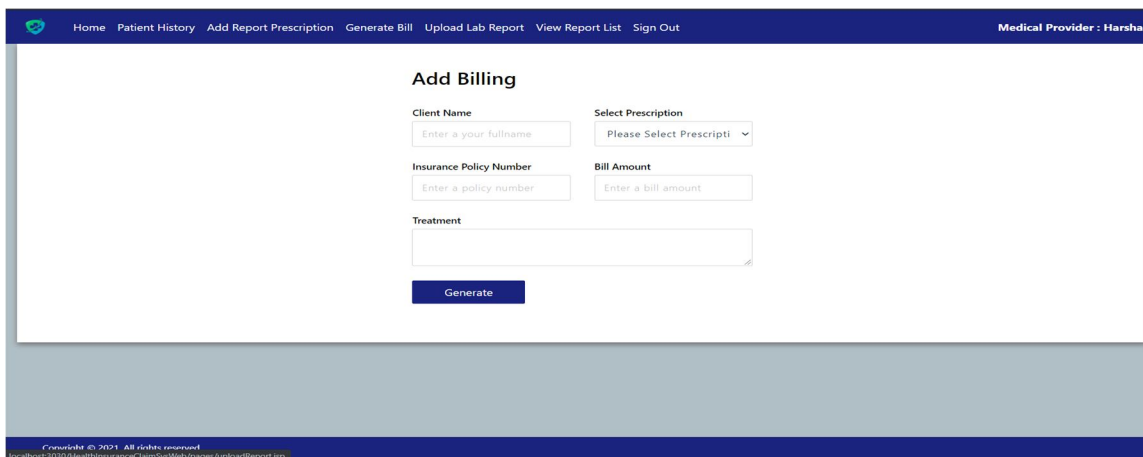 Home Patient History Add Report Prescription Generate Bill Upload Lab Report View Report List Sign Out Medical Provider : Harsha
Add Billing
Client Name Select Prescription
Enter a your fullname Please Select Prescripti
Insurance Policy Number Bill Amount
Enter a policy number Enter a bill amount
Treatment
Generate
Copyright © 2021. All rights reserved
localhost:3030/HealthInsuranceClaimSysWeb/pages/uploadReport.jsp